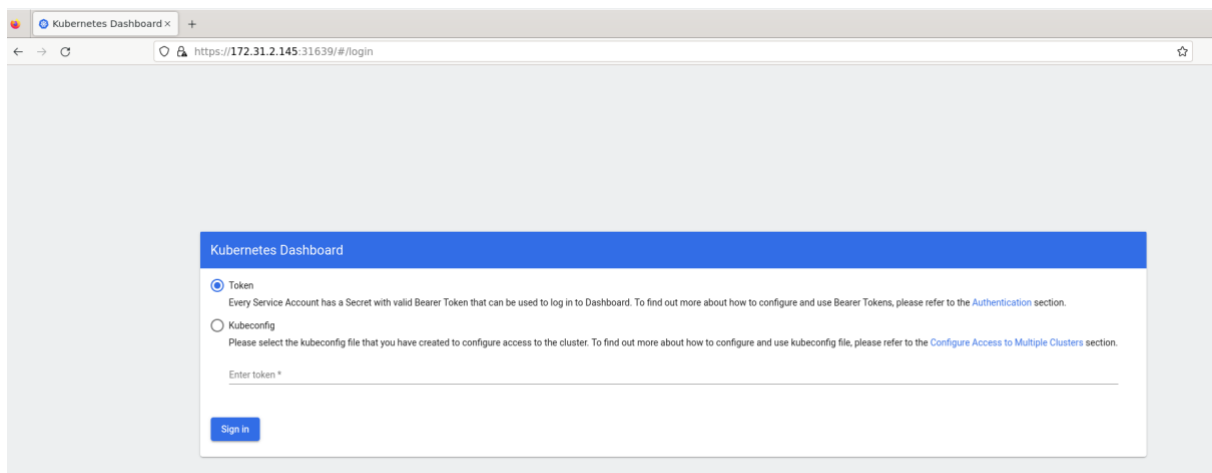 Kubernetes Dashboard
https://172.31.2.145:31639/#/login
Kubernetes Dashboard
Token
Every Service Account has a Secret with valid Bearer Token that can be used to log in to Dashboard. To find out more about how to configure and use Bearer Tokens, please refer to the Authentication section.
Kubeconfig
Please select the kubeconfig file that you have created to configure access to the cluster. To find out more about how to configure and use kubeconfig file, please refer to the Configure Access to Multiple Clusters section.
Enter token *
Sign in